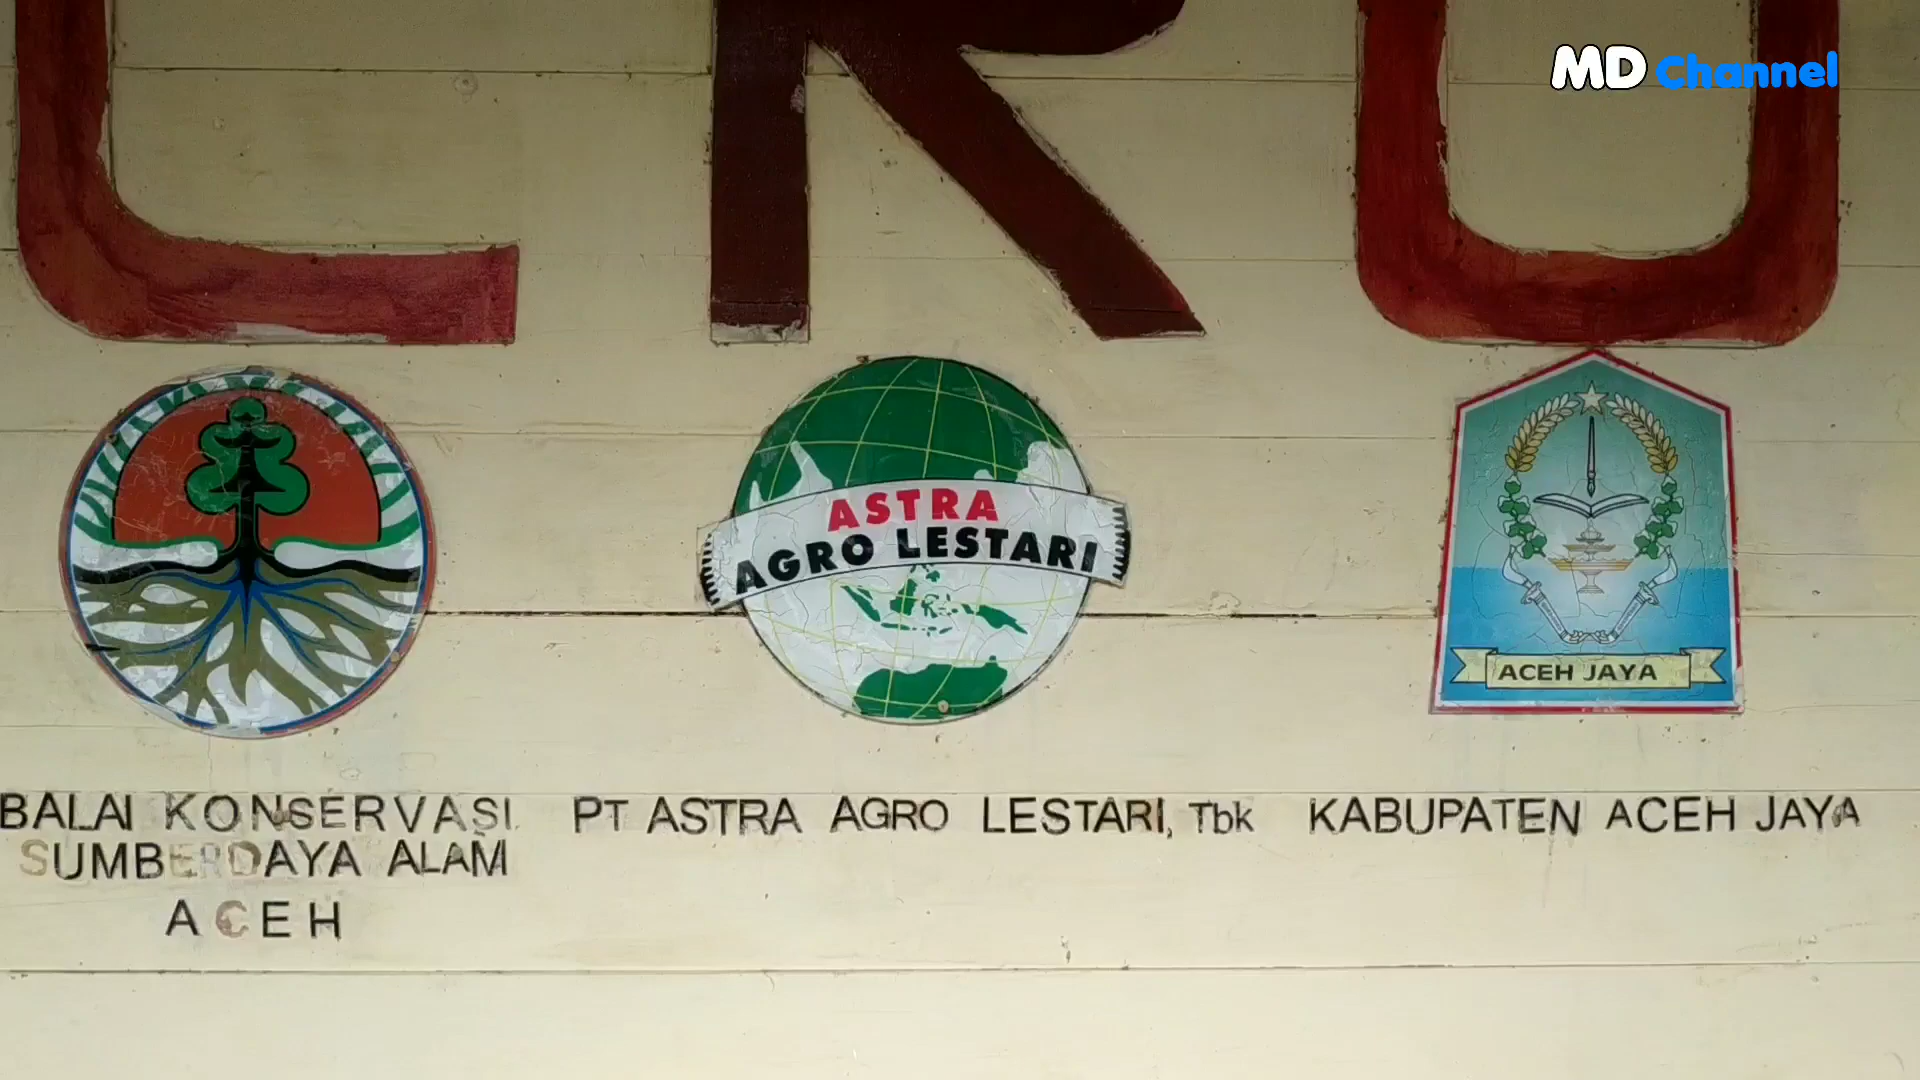 MD Channel
CRU
ASTRA
AGRO LESTARI
ACEH JAYA
BALAI KONSERVASI
SUMBERDAYA ALAM
ACEH
PT ASTRA AGRO LESTARI, Tbk
KABUPATEN ACEH JAYA